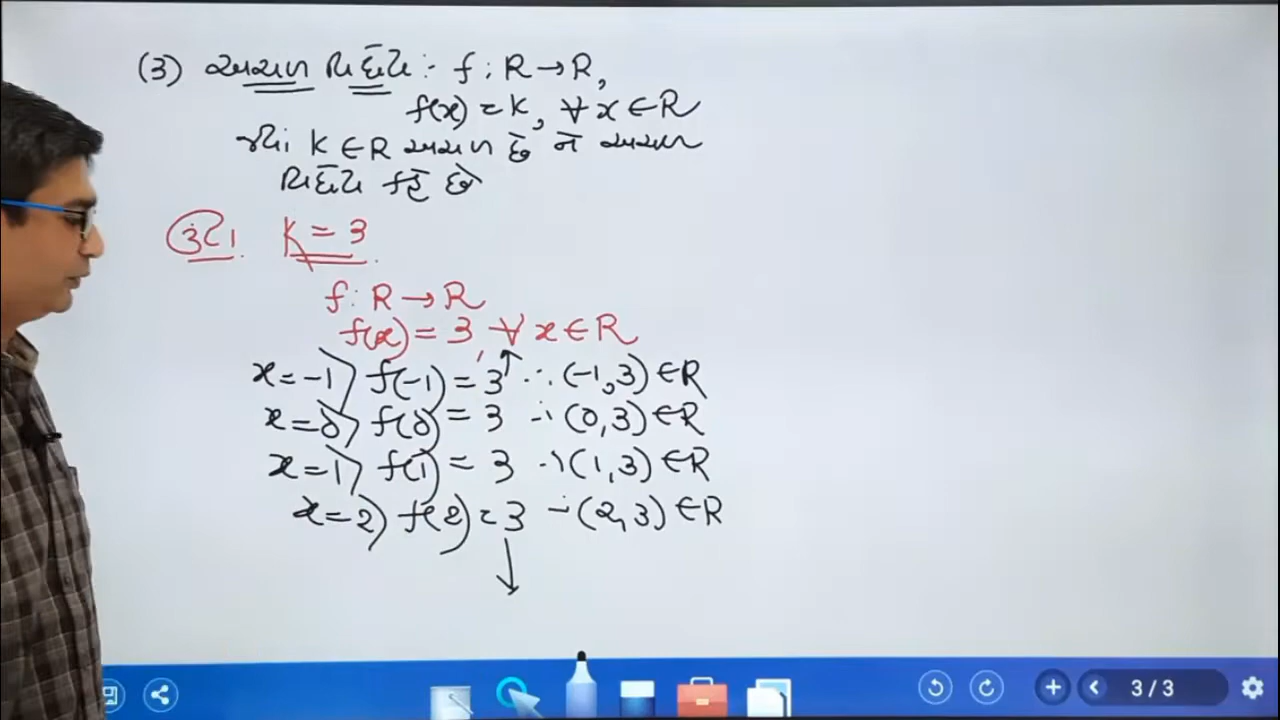 (3) અચળ વિધેય :- f : R → R,
f(x) = k, ∀ x ∈ R
જ્યાં k ∈ R અચળ છે ને અચળ
વિધેય કહે છે
ઉદા. K = 3
f : R → R
f(x) = 3, ∀ x ∈ R
x = -1, f(-1) = 3 ∴ (-1, 3) ∈ R
x = 0, f(0) = 3 ∴ (0, 3) ∈ R
x = 1, f(1) = 3 ∴ (1, 3) ∈ R
x = 2, f(2) = 3 ∴ (2, 3) ∈ R
3 / 3